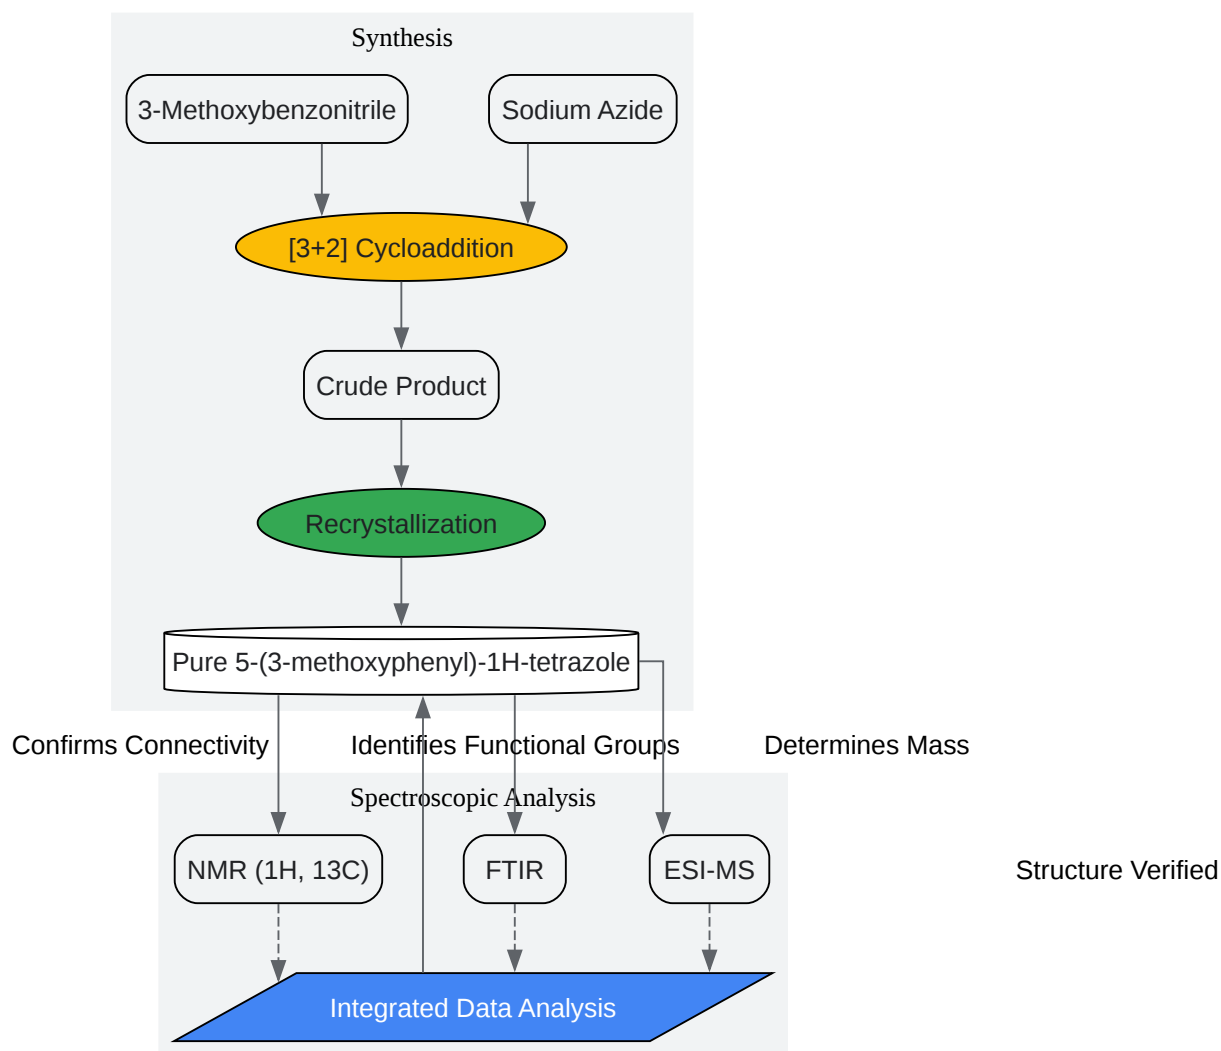 Synthesis
3-Methoxybenzonitrile
Sodium Azide
[3+2] Cycloaddition
Crude Product
Recrystallization
Pure 5-(3-methoxyphenyl)-1H-tetrazole
Confirms Connectivity
Identifies Functional Groups
Determines Mass
Spectroscopic Analysis
NMR (1H, 13C)
FTIR
ESI-MS
Structure Verified
Integrated Data Analysis